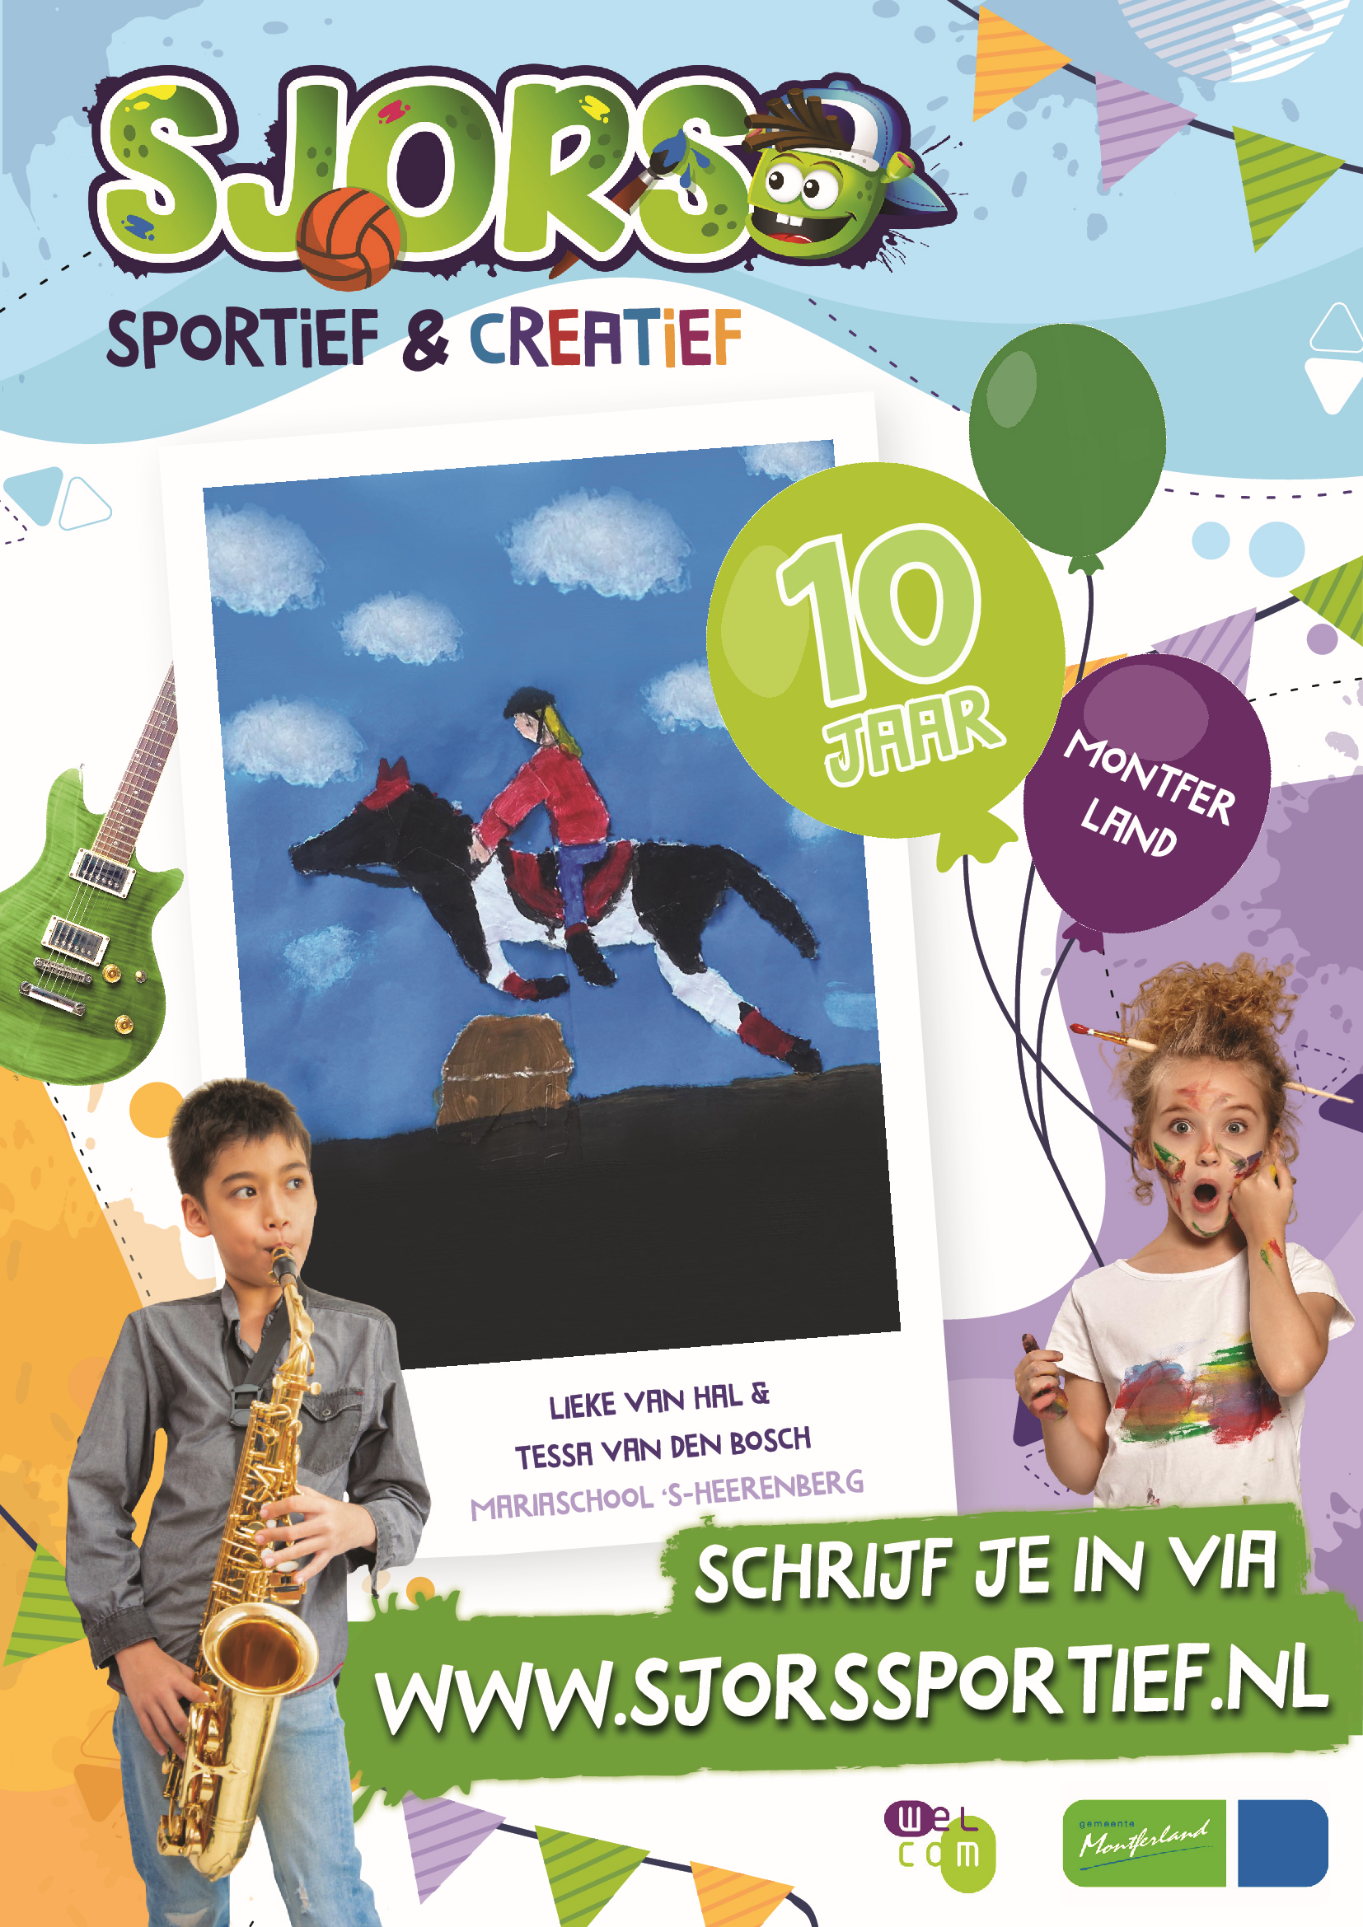 SJORS
SPORTiEF & CREATiEF
10
JAAR
MONTFER
LAND
LIEKE VAN HAL &
TESSA VAN DEN BOSCH
MARIASCHOOL ‘S-HEERENBERG
SCHRIJF JE IN VIA
WWW.SJORSSPORTIEF.NL
wel
com
gemeente
Montferland